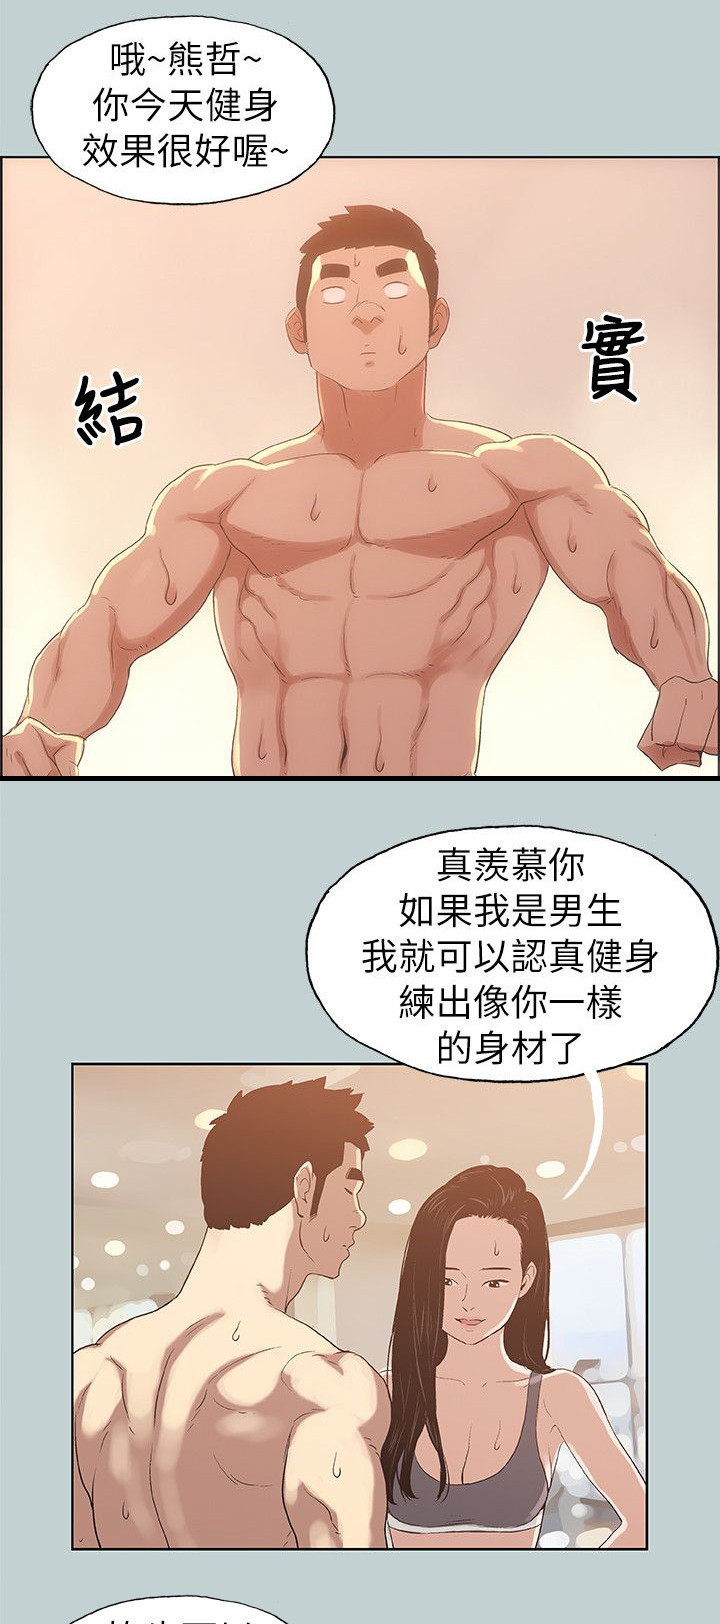 哦~熊哲~
你今天健身
效果很好喔~
結
實
真羨慕你
如果我是男生
我就可以認真健身
練出像你一樣
的身材了